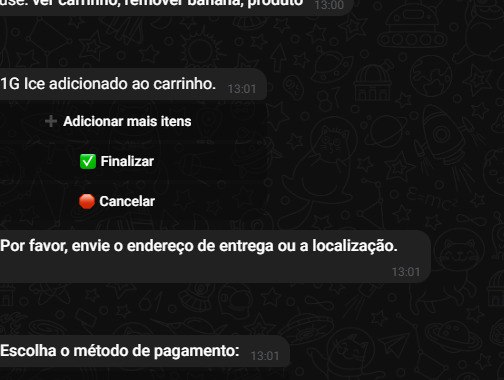 use: ver carrinho, remover banana, produto 13:00
1G Ice adicionado ao carrinho. 13:01
➕ Adicionar mais itens
✅ Finalizar
🛑 Cancelar
Por favor, envie o endereço de entrega ou a localização.
13:01
Escolha o método de pagamento: 13:01